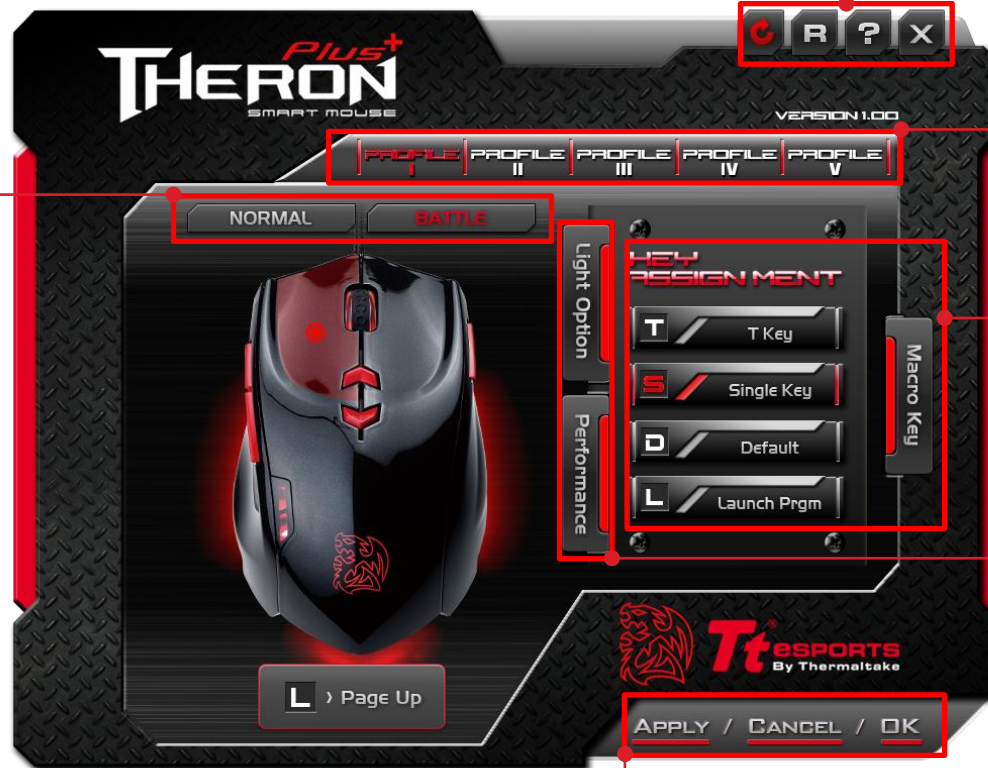 R ? X
Plus+
THERON
SMART MOUSE
VERSION 1.00
PROFILE I
PROFILE II
PROFILE III
PROFILE IV
PROFILE V
NORMAL
BATTLE
Light Option
Performance
KEY
ASSIGN MENT
T T Key
S Single Key
D Default
L Launch Prgm
Macro Key
L › Page Up
Tt® eSPORTS
By Thermaltake
APPLY / CANCEL / OK